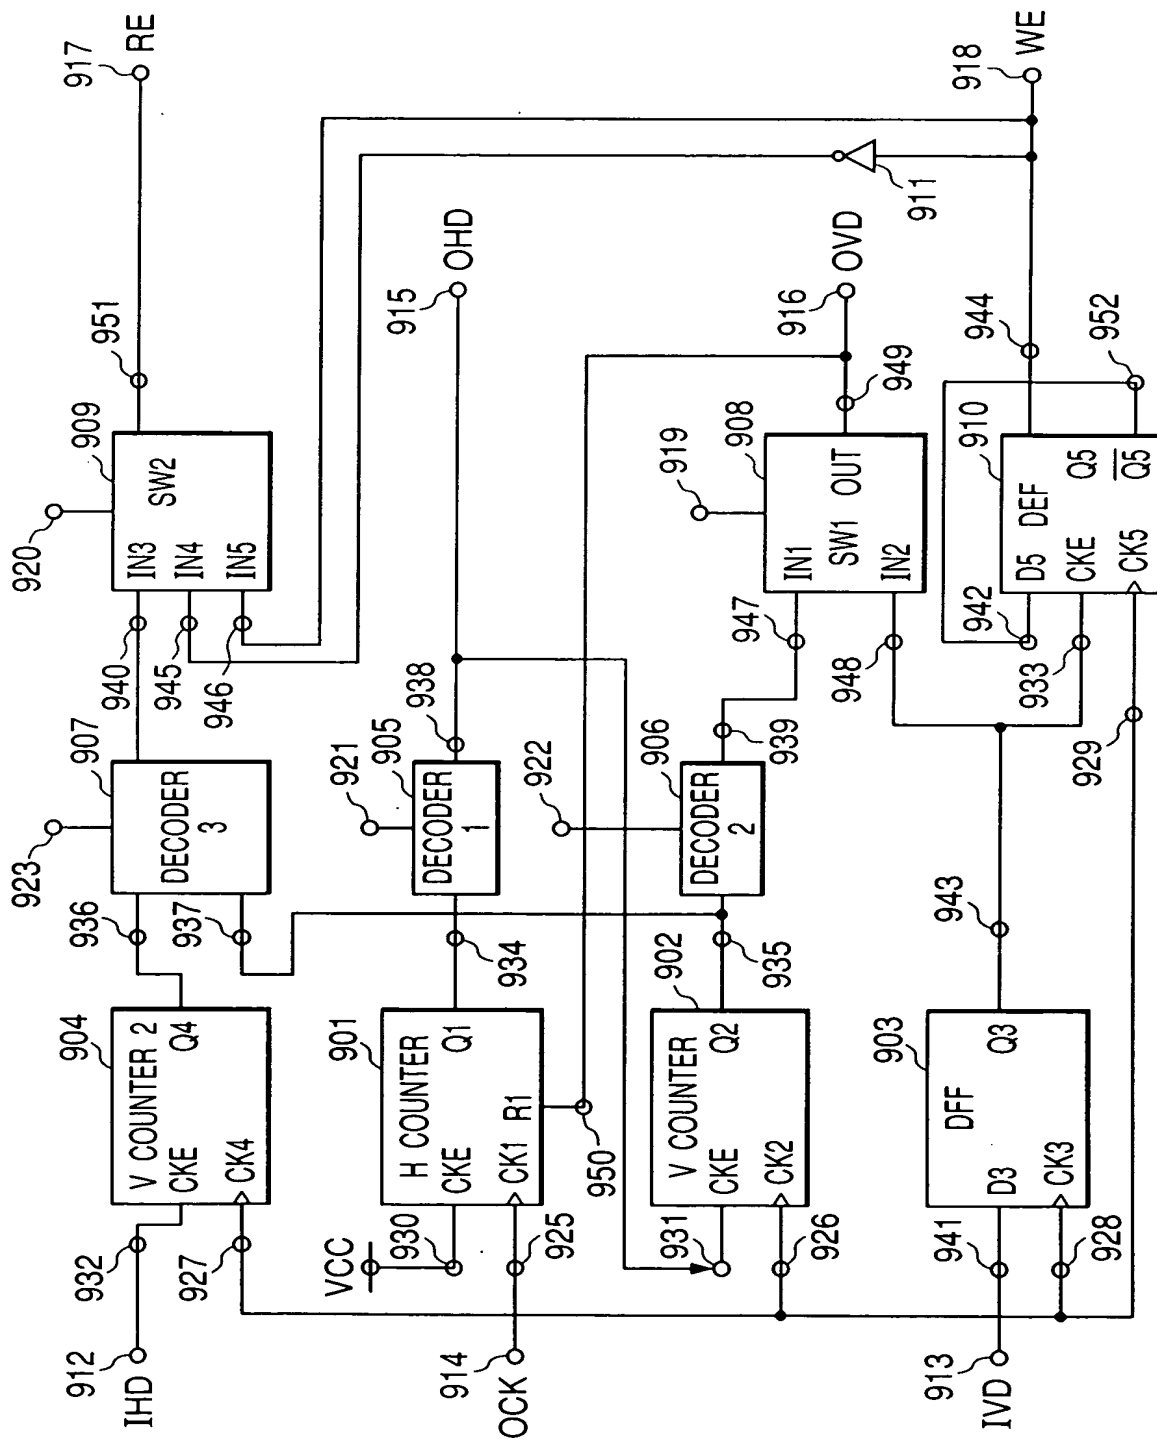 IHD
912
932
927
904
V COUNTER 2
CKE
Q4
CK4
936
937
923
907
DECODER
3
940
945
946
920
909
SW2
IN3
IN4
IN5
951
917
RE
VCC
930
OCK
914
925
901
H COUNTER
CKE
Q1
CK1
R1
950
934
921
905
DECODER
1
938
915
OHD
931
926
902
V COUNTER
CKE
Q2
CK2
935
922
906
DECODER
2
939
947
948
919
908
IN1
SW1 OUT
IN2
949
916
OVD
911
IVD
913
941
928
903
DFF
D3
Q3
CK3
943
942
933
929
910
D5 DEF
CKE
Q5
CK5
Q5
944
952
918
WE